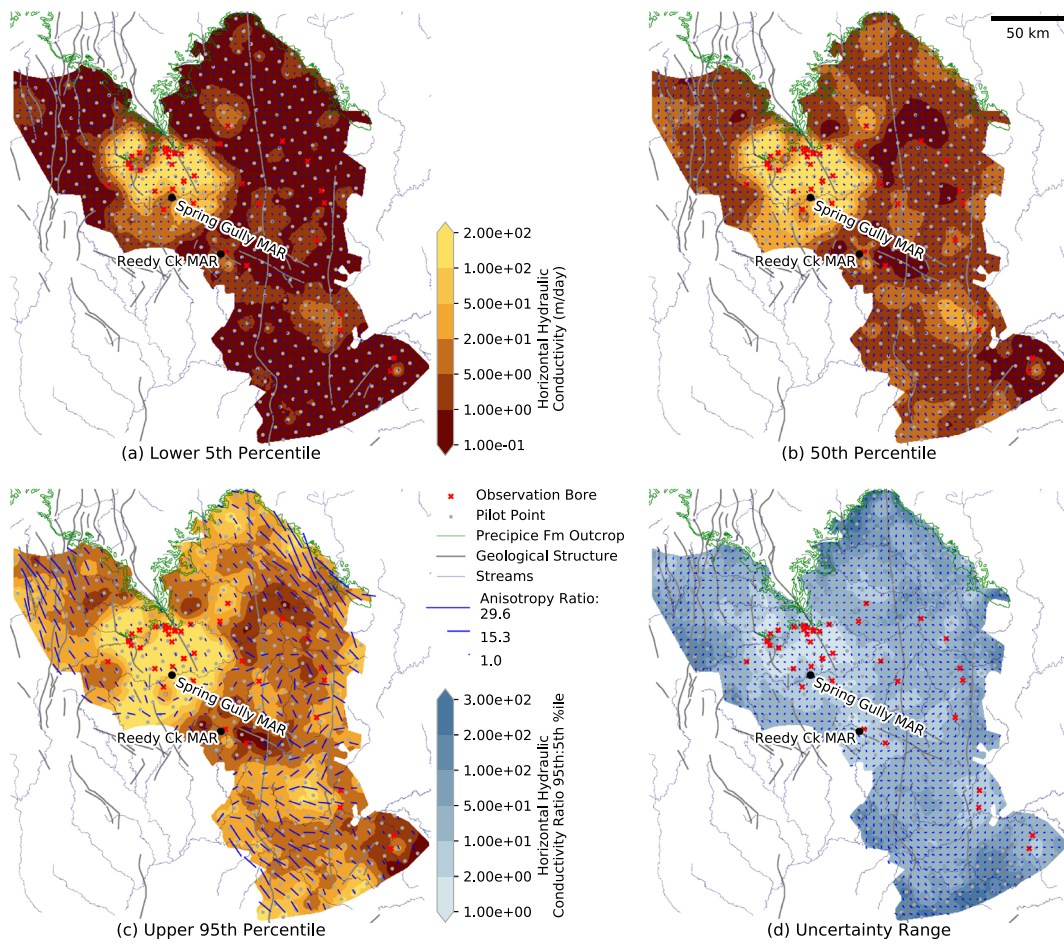 50 km
Spring Gully MAR
Reedy Ck MAR
2.00e+02
1.00e+02
5.00e+01
2.00e+01
5.00e+00
1.00e+00
1.00e-01
Horizontal Hydraulic
Conductivity (m/day)
(a) Lower 5th Percentile
Spring Gully MAR
Reedy Ck MAR
(b) 50th Percentile
Spring Gully MAR
Reedy Ck MAR
(c) Upper 95th Percentile
Observation Bore
Pilot Point
Precipice Fm Outcrop
Geological Structure
Streams
Anisotropy Ratio:
29.6
15.3
1.0
3.00e+02
2.00e+02
1.00e+02
5.00e+01
1.00e+01
2.00e+00
1.00e+00
Horizontal Hydraulic
Conductivity Ratio 95th:5th %ile
Spring Gully MAR
Reedy Ck MAR
(d) Uncertainty Range